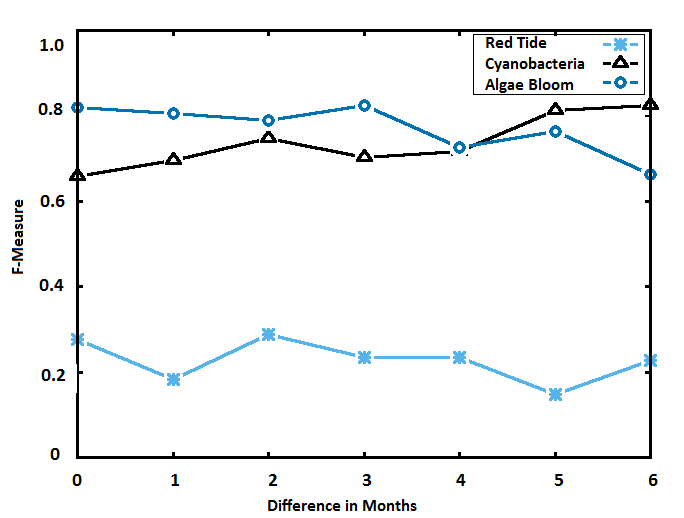 1.0
0.8
0.6
0.4
0.2
0
F-Measure
Red Tide
Cyanobacteria
Algae Bloom
0 1 2 3 4 5 6
Difference in Months